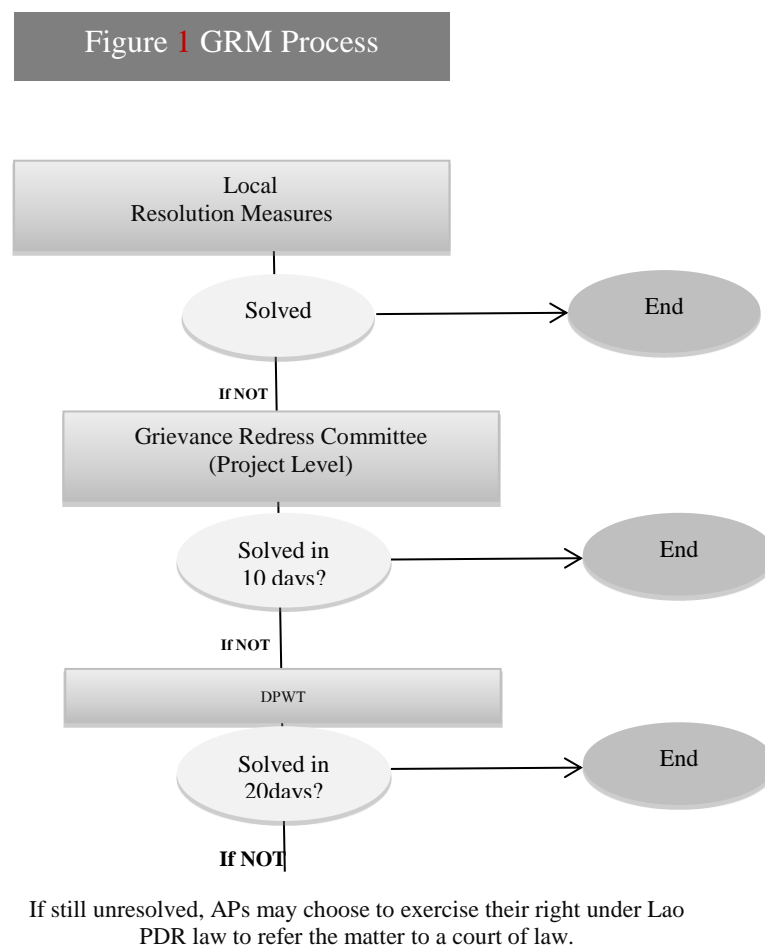 Figure 1 GRM Process
Local
Resolution Measures
Solved
End
If NOT
Grievance Redress Committee
(Project Level)
Solved in
10 days?
End
If NOT
DPWT
Solved in
20days?
End
If NOT
If still unresolved, APs may choose to exercise their right under Lao
PDR law to refer the matter to a court of law.